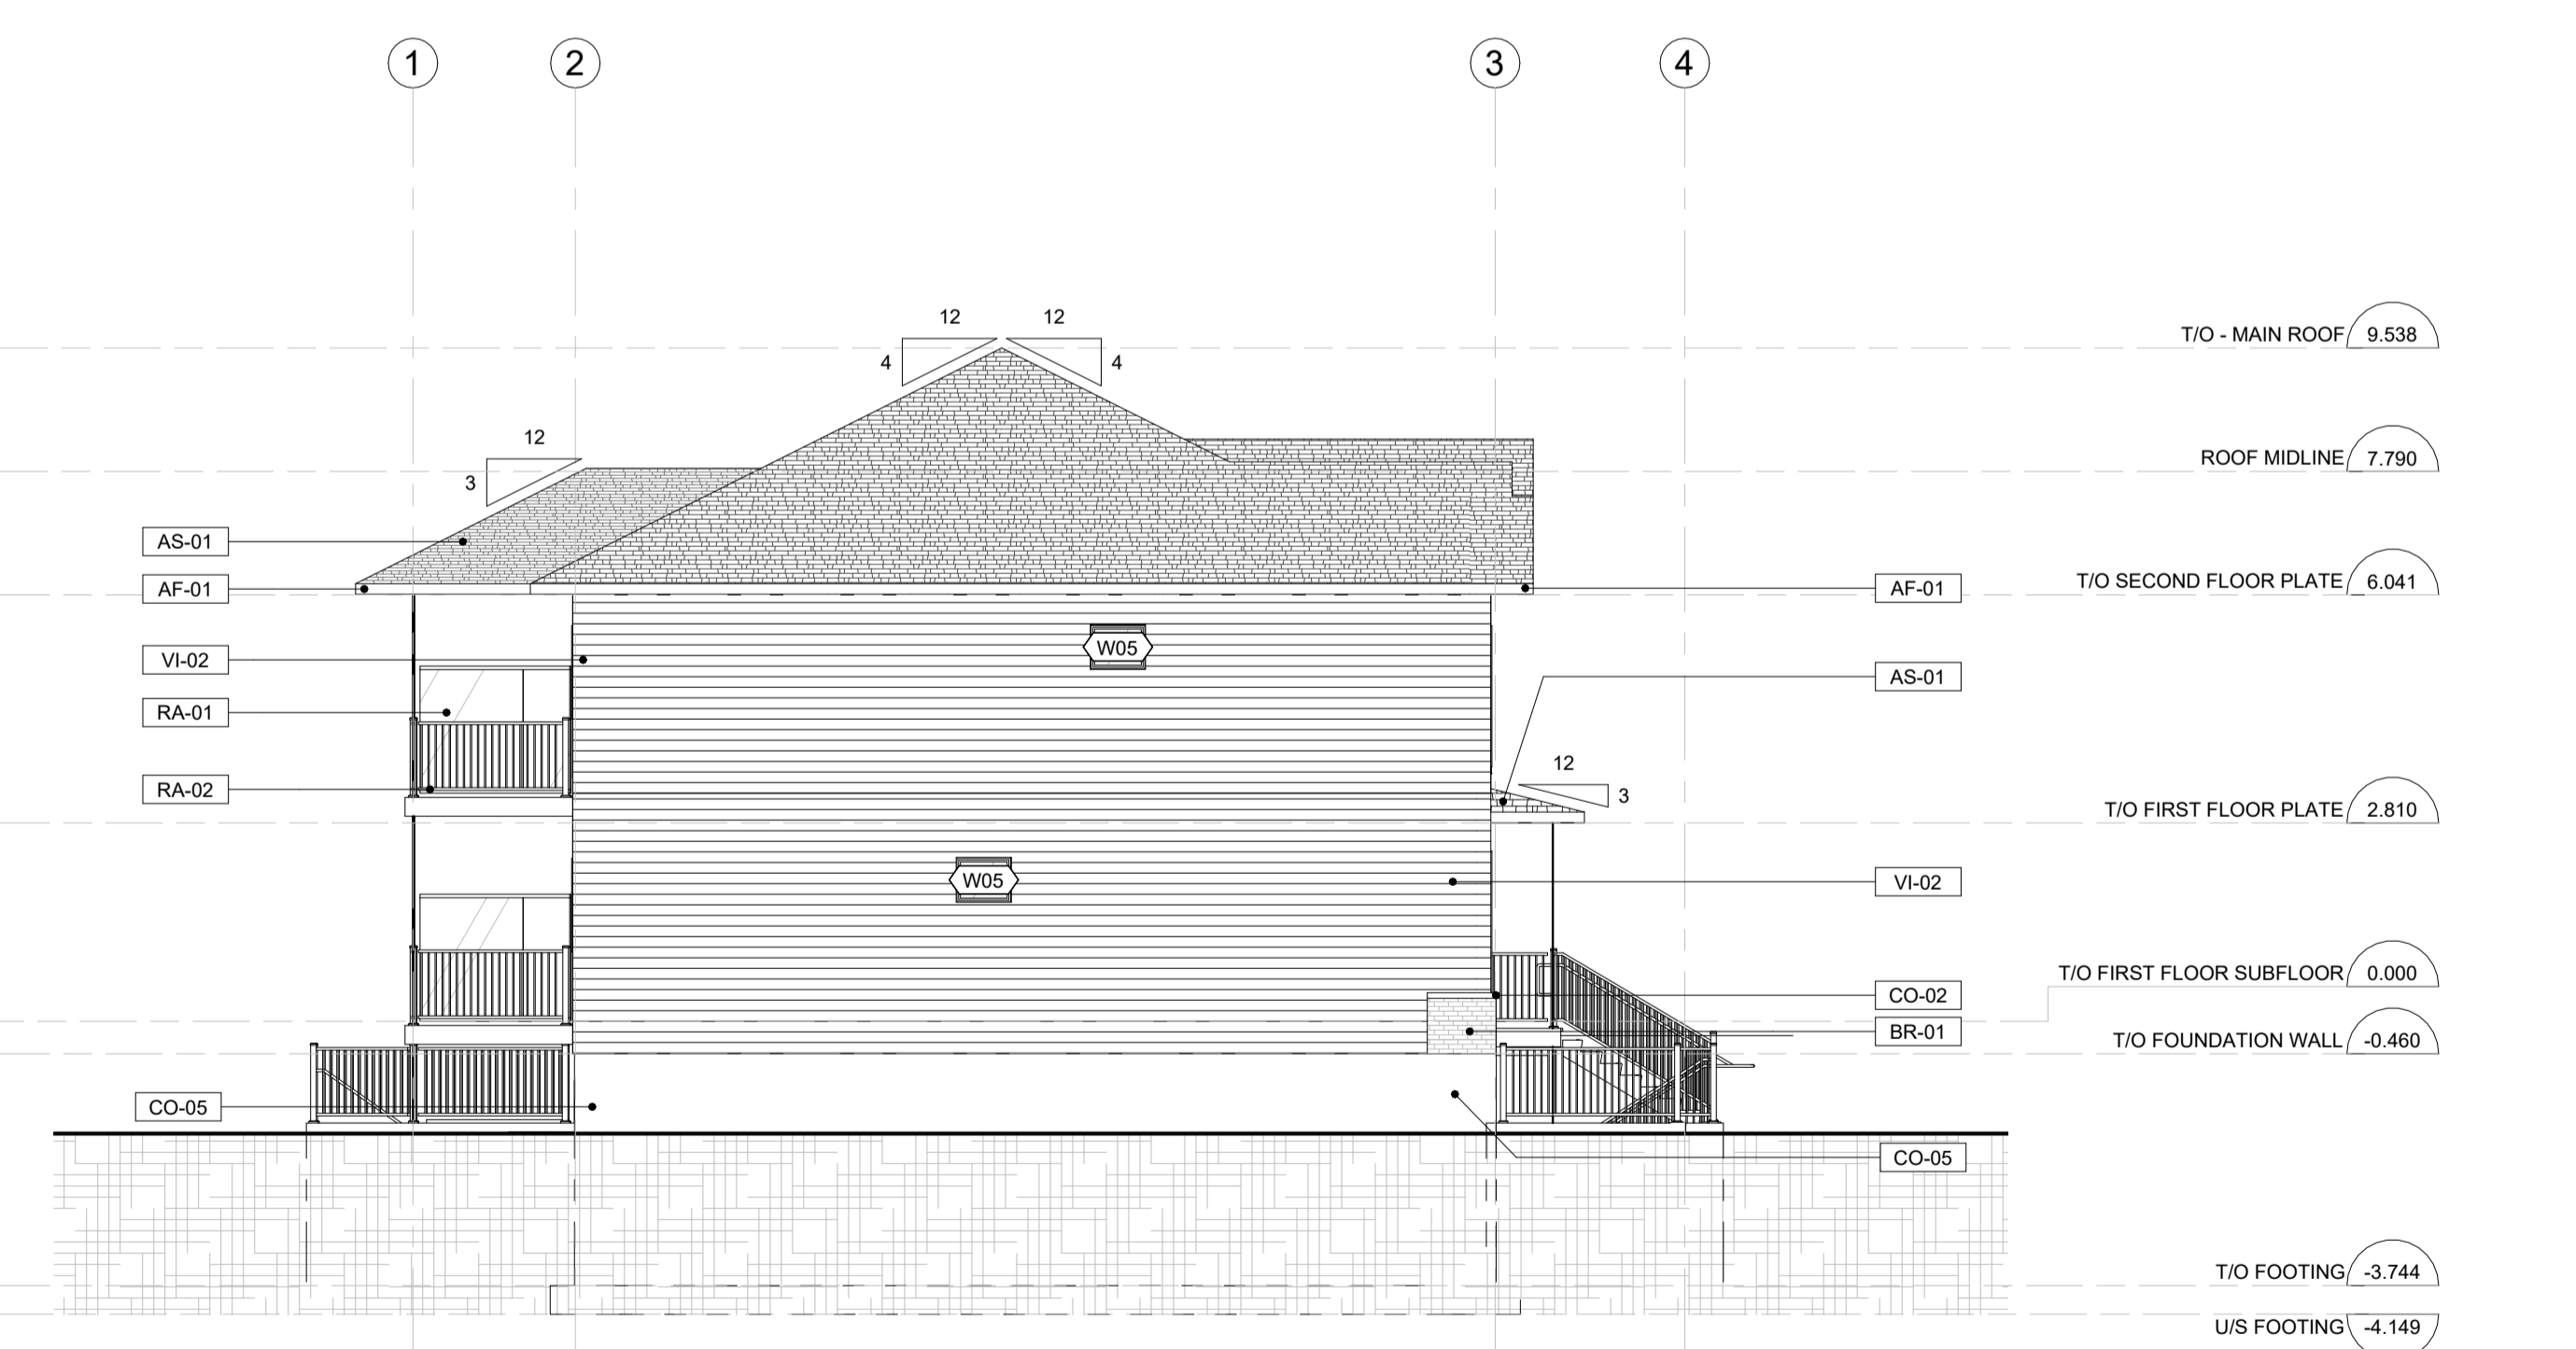 1
2
3
4
12
12
T/O - MAIN ROOF 9.538
4
4
12
3
ROOF MIDLINE 7.790
AS-01
AF-01
AF-01
T/O SECOND FLOOR PLATE 6.041
W05
VI-02
AS-01
RA-01
12
3
RA-02
T/O FIRST FLOOR PLATE 2.810
W05
VI-02
T/O FIRST FLOOR SUBFLOOR 0.000
CO-02
BR-01
T/O FOUNDATION WALL -0.460
CO-05
CO-05
T/O FOOTING -3.744
U/S FOOTING -4.149